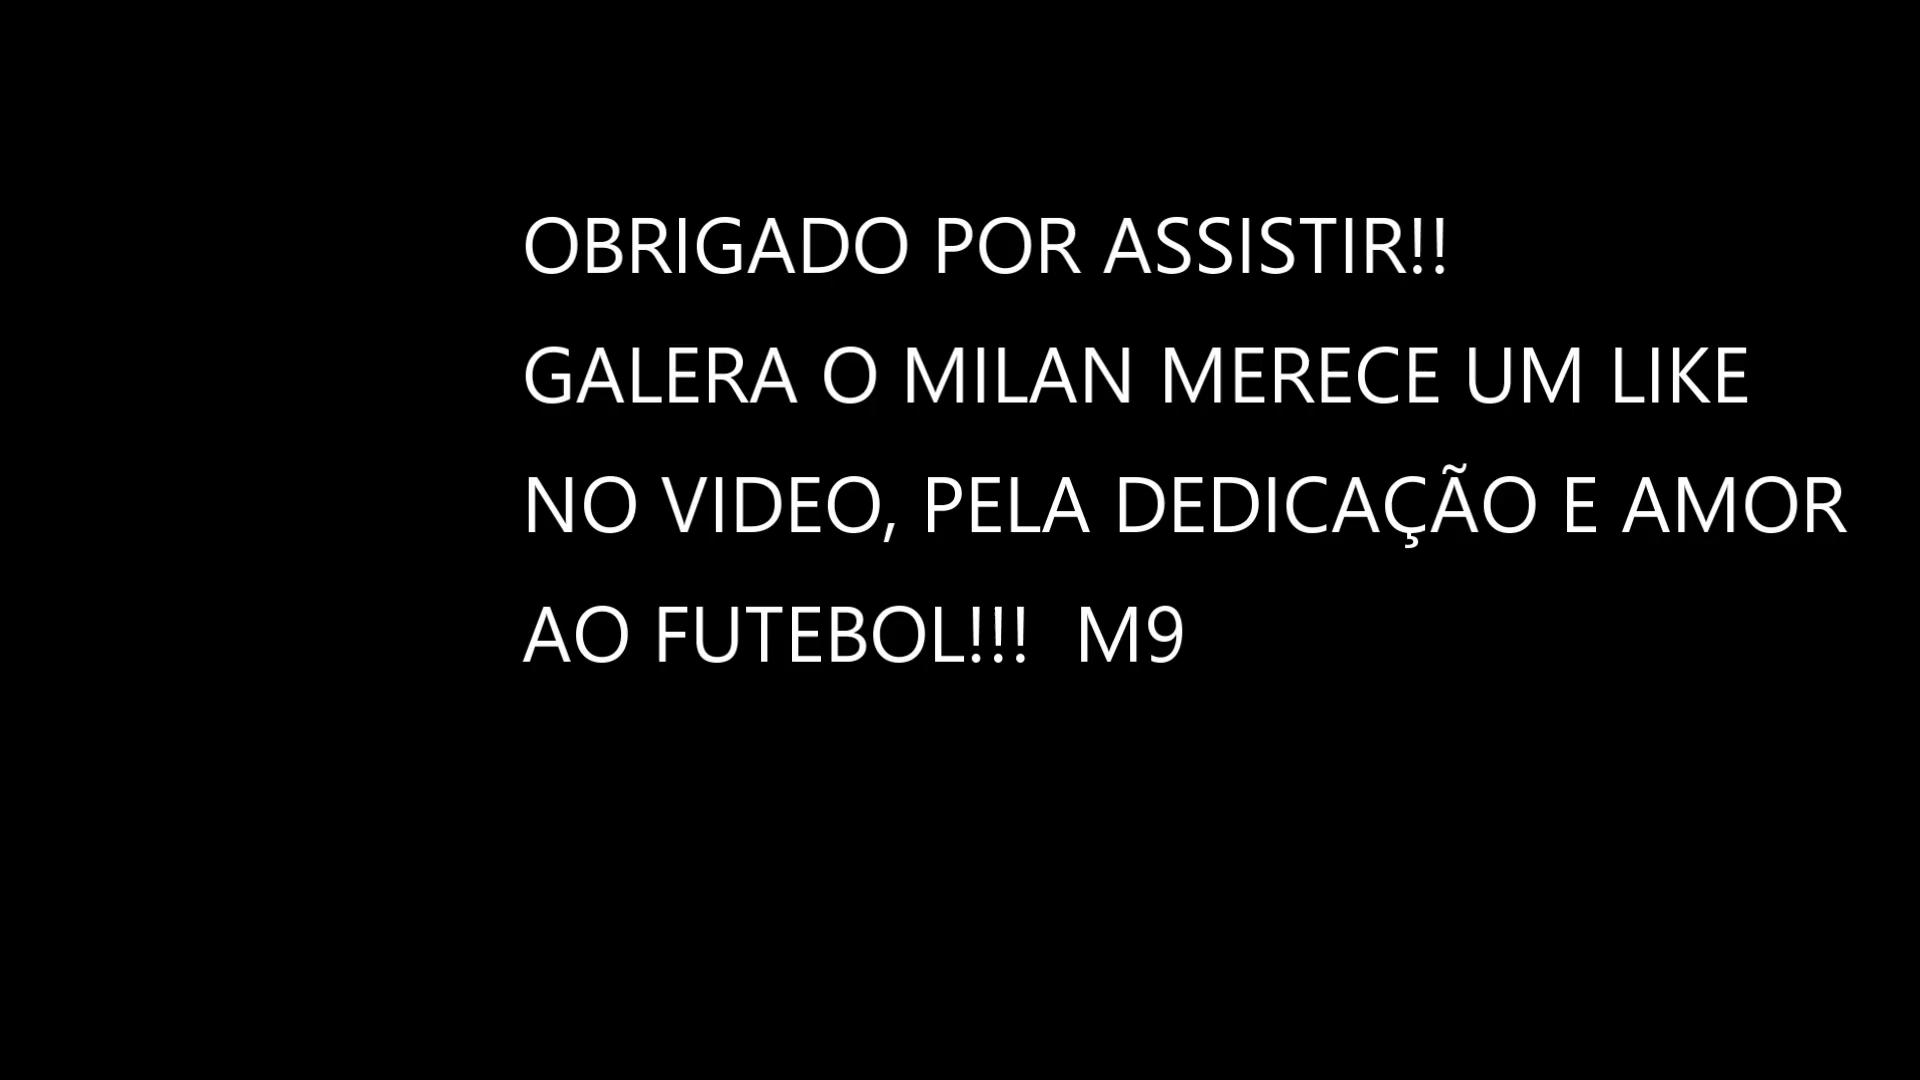 OBRIGADO POR ASSISTIR!!
GALERA O MILAN MERECE UM LIKE
NO VIDEO, PELA DEDICAÇÃO E AMOR
AO FUTEBOL!!!  M9